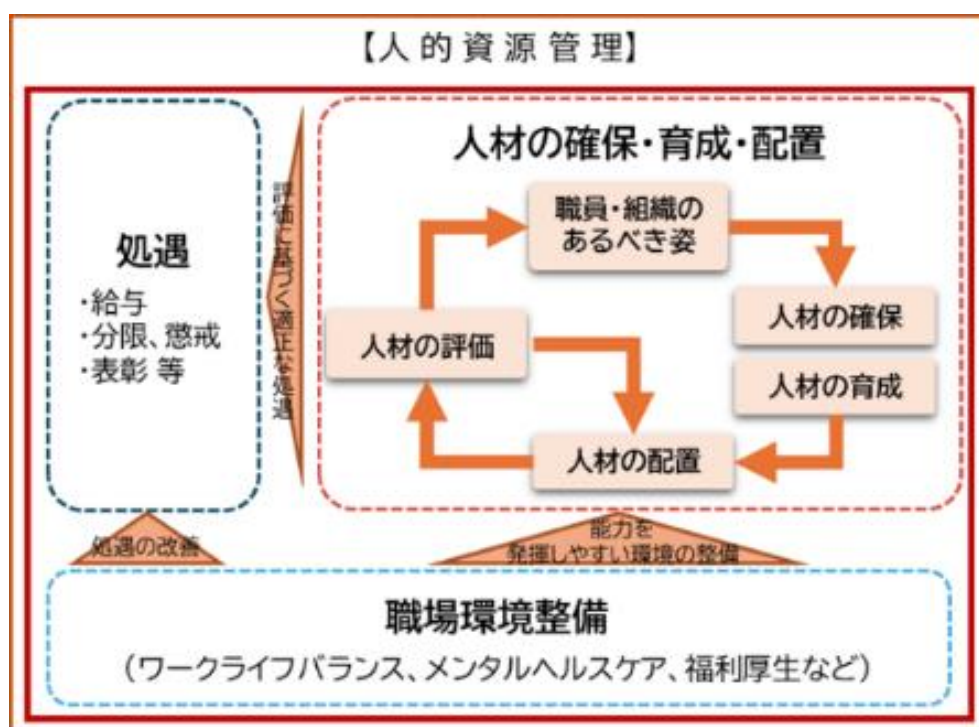 【人的資源管理】
処遇
・給与
・分限、懲戒
・表彰 等
評価に基づく適正な処遇
人材の確保・育成・配置
職員・組織の
あるべき姿
人材の確保
人材の育成
人材の配置
人材の評価
処遇の改善
能力を
発揮しやすい環境の整備
職場環境整備
（ワークライフバランス、メンタルヘルスケア、福利厚生など）